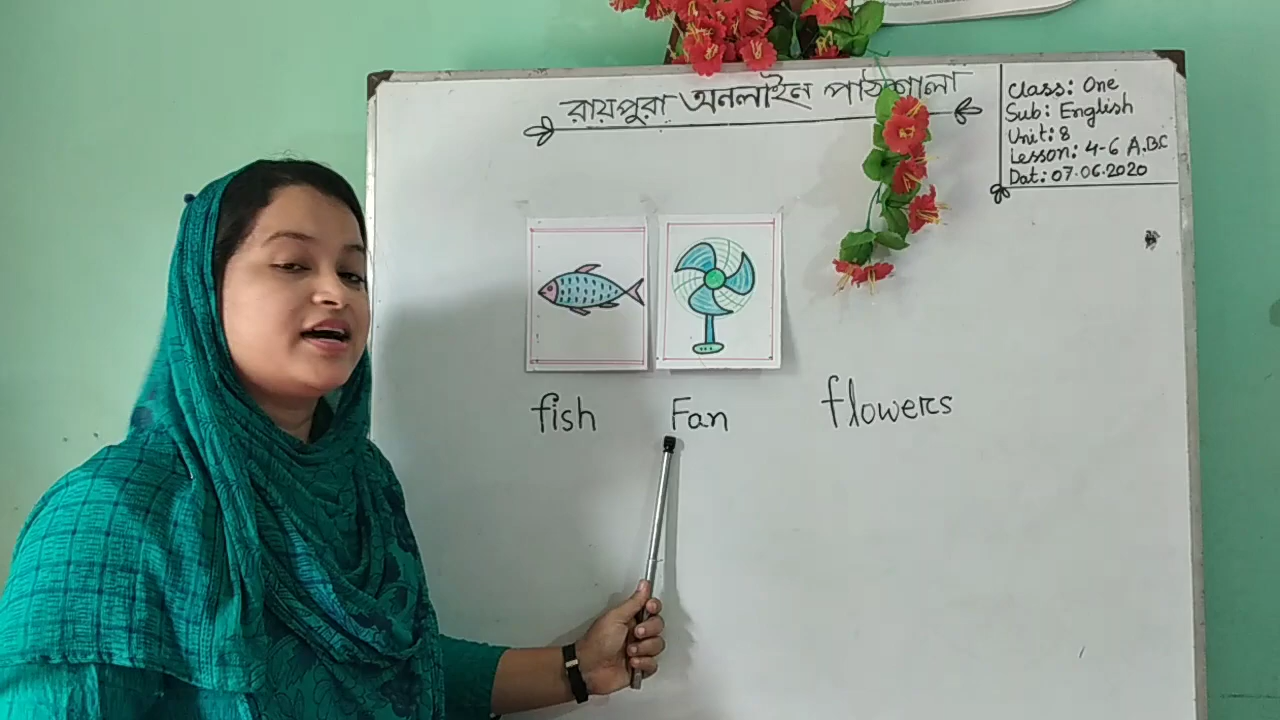 রায়পুরা অনলাইন পাঠশালা
Class: One
Sub: English
Unit: 8
Lesson: 4-6 A.B.C
Dat: 07.06.2020
fish Fan flowers